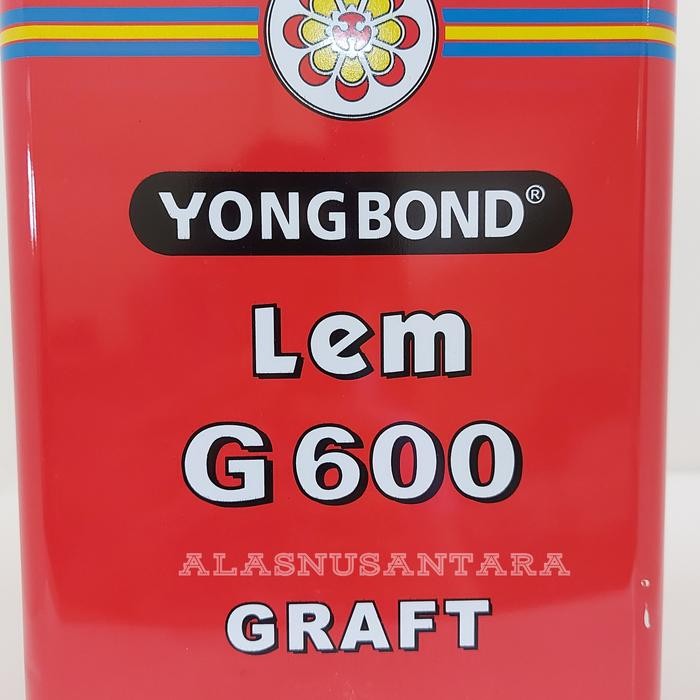 YONGBOND®
Lem
G 600
ALASNUSANTARA
GRAFT